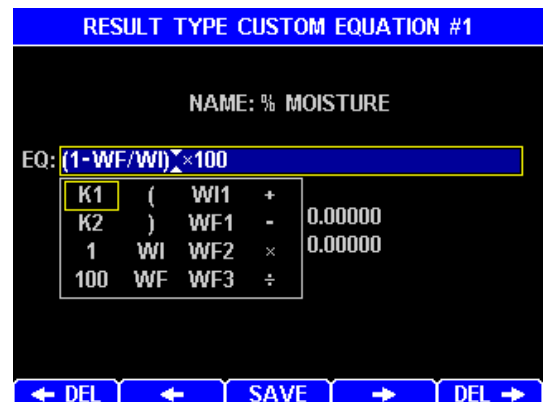 RESULT TYPE CUSTOM EQUATION #1
NAME: % MOISTURE
EQ: (1-WF/WI)×100
K1 ( WI1 +
K2 ) WF1 - 0.00000
1 WI WF2 × 0.00000
100 WF WF3 ÷
← DEL ← SAVE → DEL →